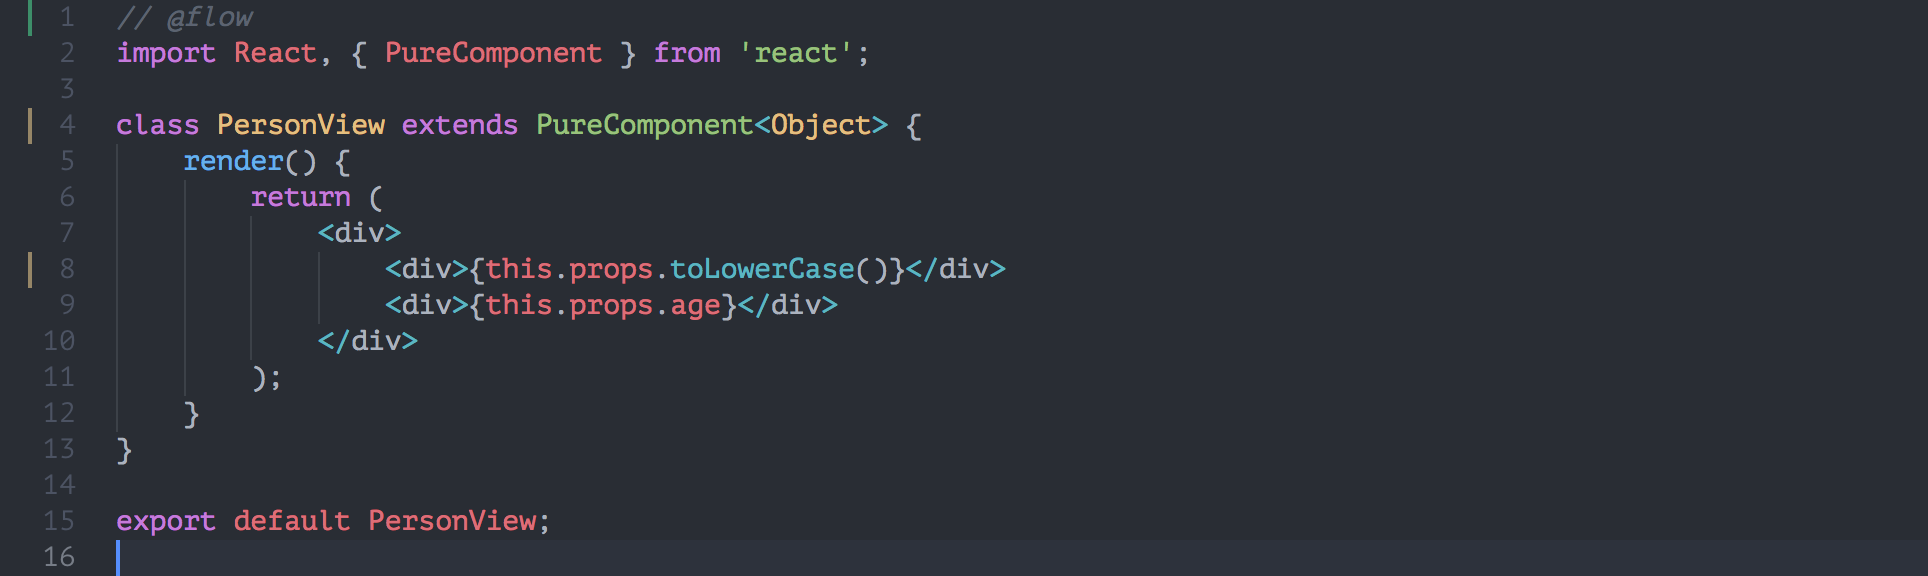 1 // @flow
2 import React, { PureComponent } from 'react';
3
4 class PersonView extends PureComponent<Object> {
5     render() {
6         return (
7             <div>
8                 <div>{this.props.toLowerCase()}</div>
9                 <div>{this.props.age}</div>
10             </div>
11         );
12     }
13 }
14
15 export default PersonView;
16